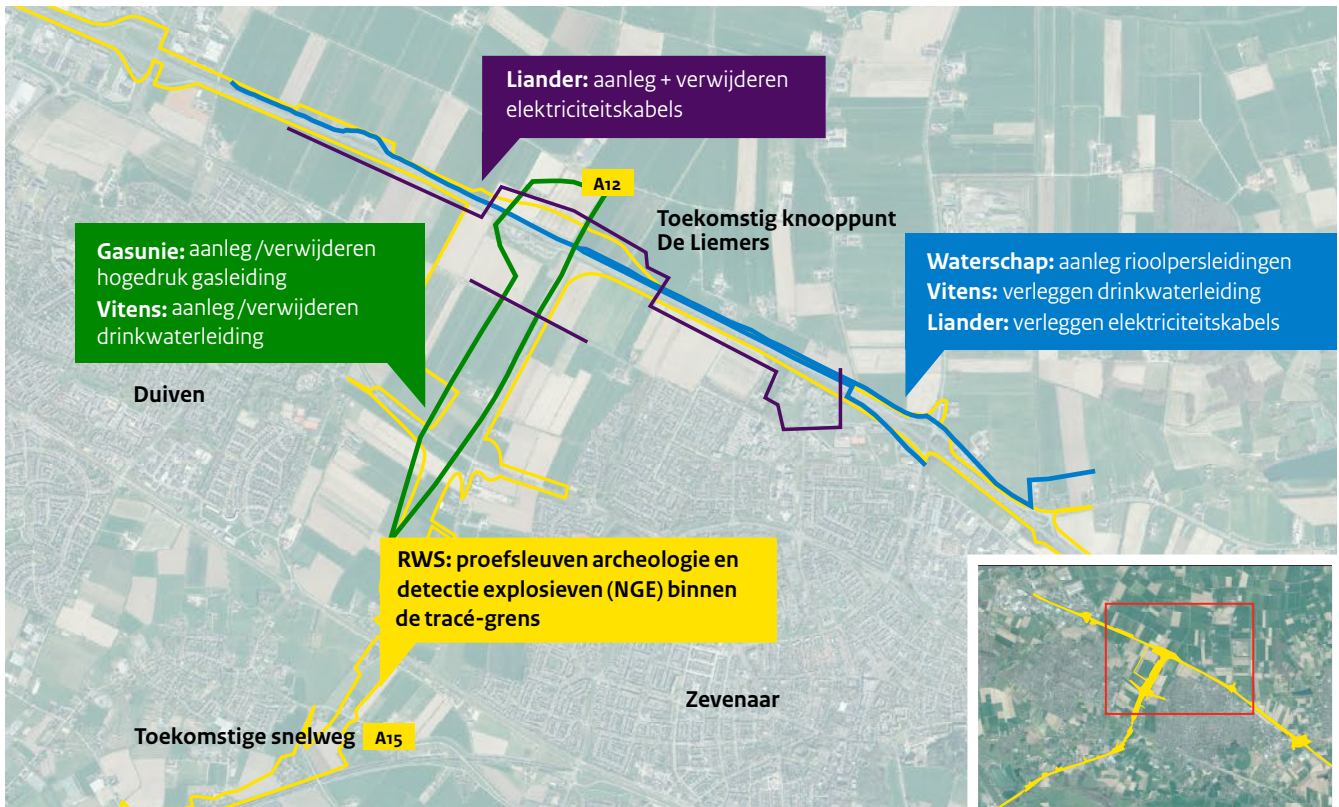 Liander: aanleg + verwijderen
elektriciteitskabels
A12
Toekomstig knooppunt
De Liemers
Gasunie: aanleg /verwijderen
hogedruk gasleiding
Vitens: aanleg /verwijderen
drinkwaterleiding
Waterschap: aanleg rioolpersleidingen
Vitens: verleggen drinkwaterleiding
Liander: verleggen elektriciteitskabels
Duiven
RWS: proefsleuven archeologie en
detectie explosieven (NGE) binnen
de tracé-grens
Zevenaar
Toekomstige snelweg A15